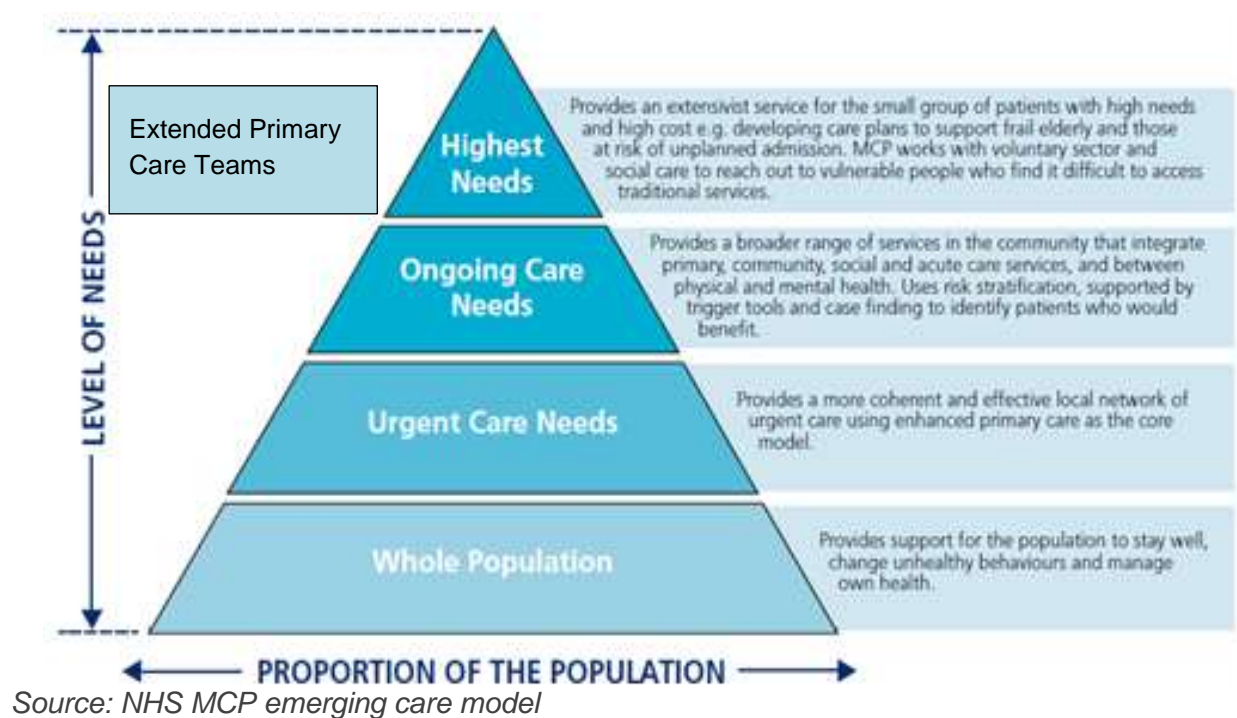 Extended Primary
Care Teams
LEVEL OF NEEDS
Highest
Needs
Provides an extensivist service for the small group of patients with high needs
and high cost e.g. developing care plans to support frail elderly and those
at risk of unplanned admission. MCP works with voluntary sector and
social care to reach out to vulnerable people who find it difficult to access
traditional services.
Ongoing Care
Needs
Provides a broader range of services in the community that integrate
primary, community, social and acute care services, and between
physical and mental health. Uses risk stratification, supported by
trigger tools and case finding to identify patients who would
benefit.
Urgent Care Needs
Provides a more coherent and effective local network of
urgent care using enhanced primary care as the core
model.
Whole Population
Provides support for the population to stay well,
change unhealthy behaviours and manage
own health.
PROPORTION OF THE POPULATION
Source: NHS MCP emerging care model